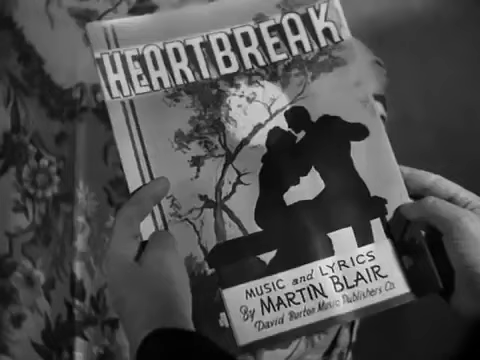 HEARTBREAK
MUSIC and LYRICS
By MARTIN BLAIR
David Burton Music Publishers, Co.